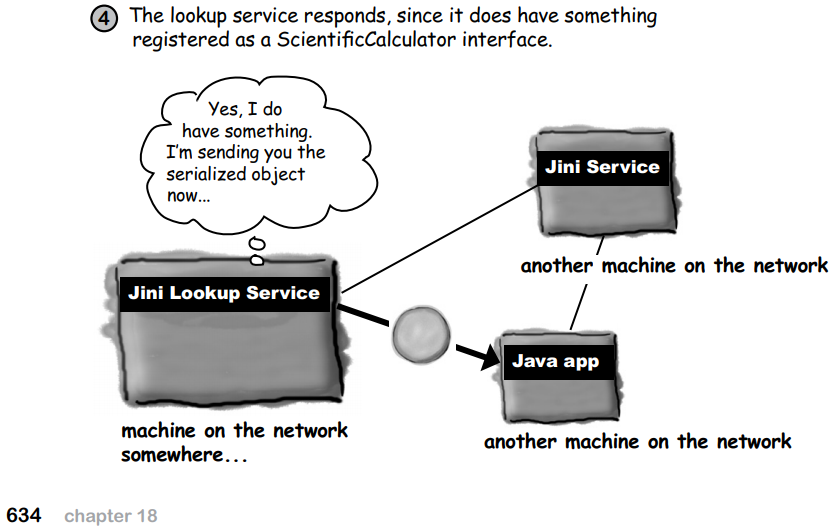 4 The lookup service responds, since it does have something
registered as a ScientificCalculator interface.
Yes, I do
have something.
I'm sending you the
serialized object
now...
Jini Service
another machine on the network
Jini Lookup Service
Java app
machine on the network
somewhere...
another machine on the network
634 chapter 18